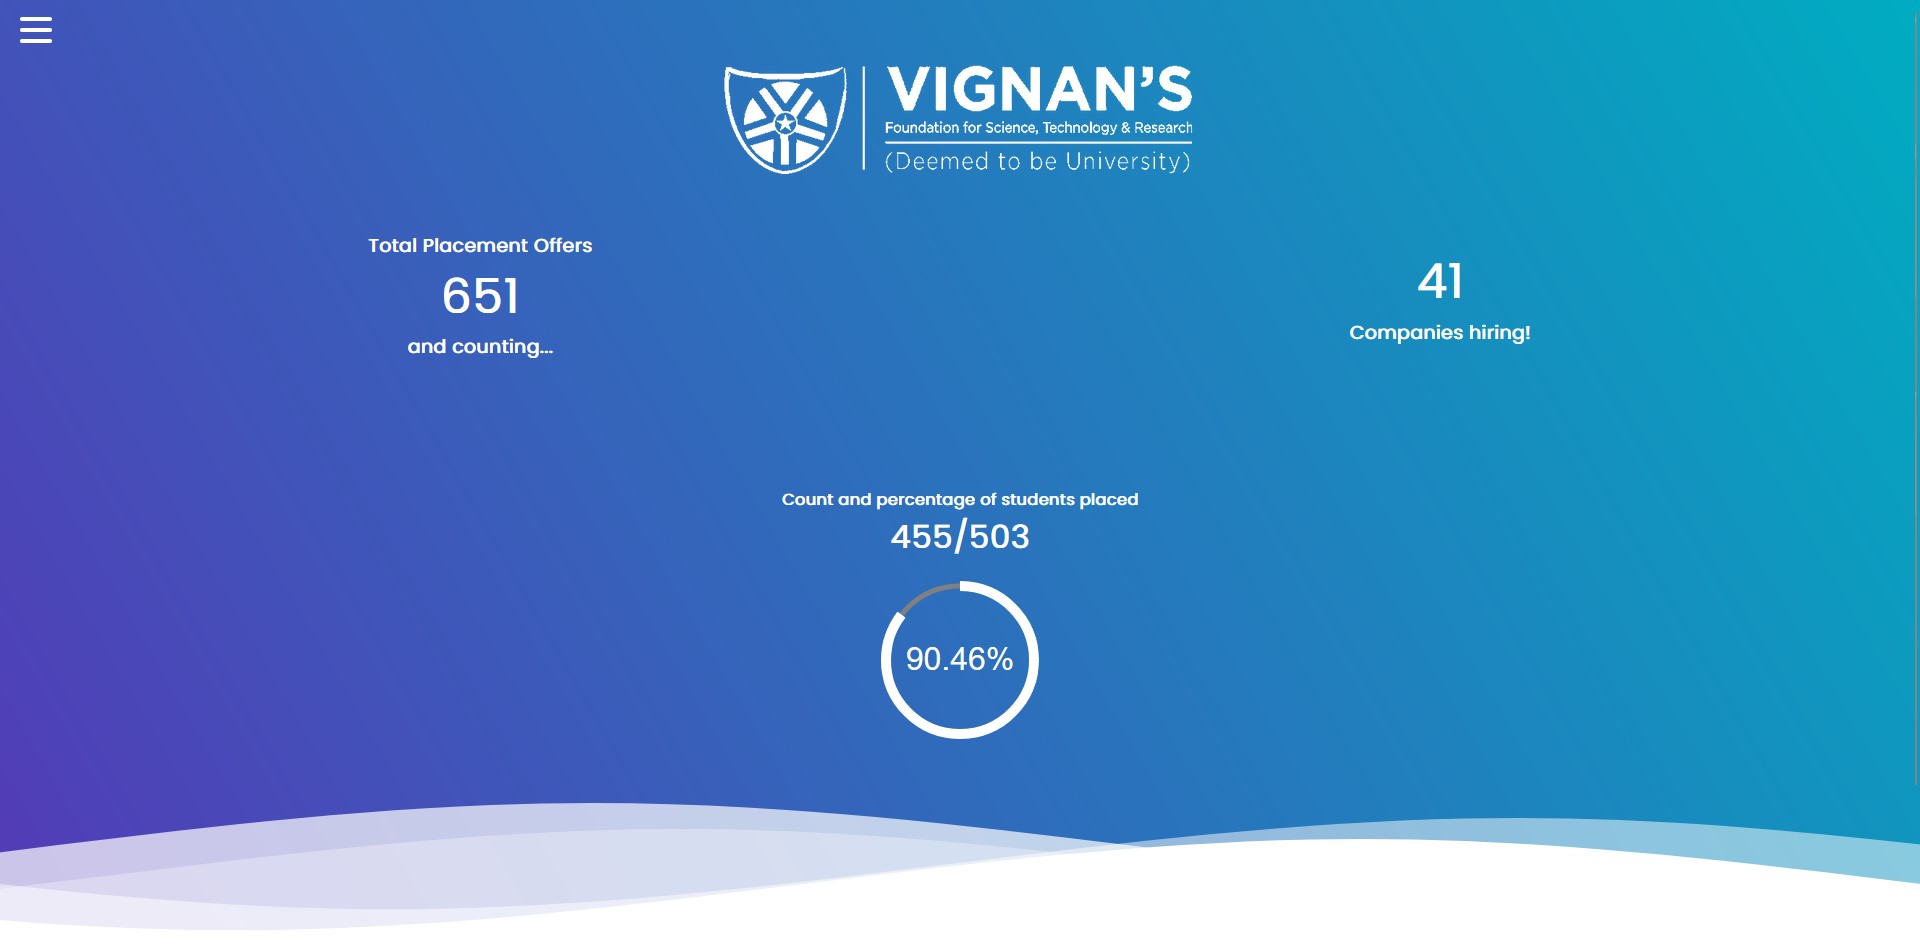 VIGNAN'S
Foundation for Science, Technology & Research
(Deemed to be University)
Total Placement Offers
651
and counting...
41
Companies hiring!
Count and percentage of students placed
455/503
90.46%